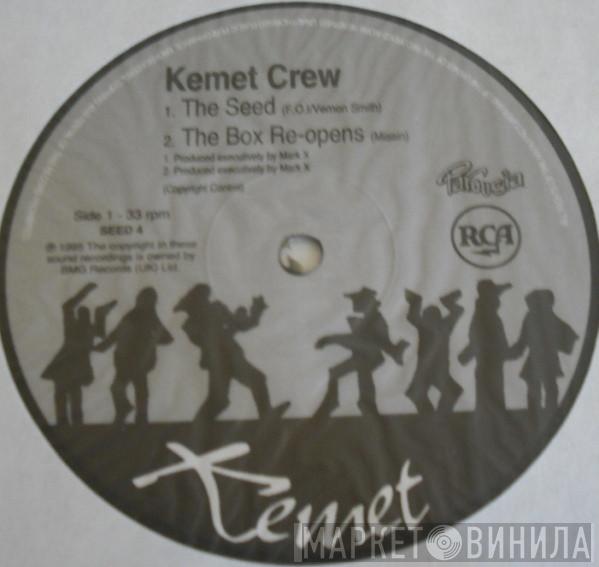 Kemet Crew
1. The Seed (F.O.I/Vernon Smith)
2. The Box Re-opens (Mastin)
1. Produced executively by Mark X
2. Produced executively by Mark X
(Copyright Control)
Parousia
Side 1 - 33 rpm
SEED 4
RCA
℗ 1995 The copyright in these
sound recordings is owned by
BMG Records (UK) Ltd.
Kemet
МАРКЕТ ВИНИЛА